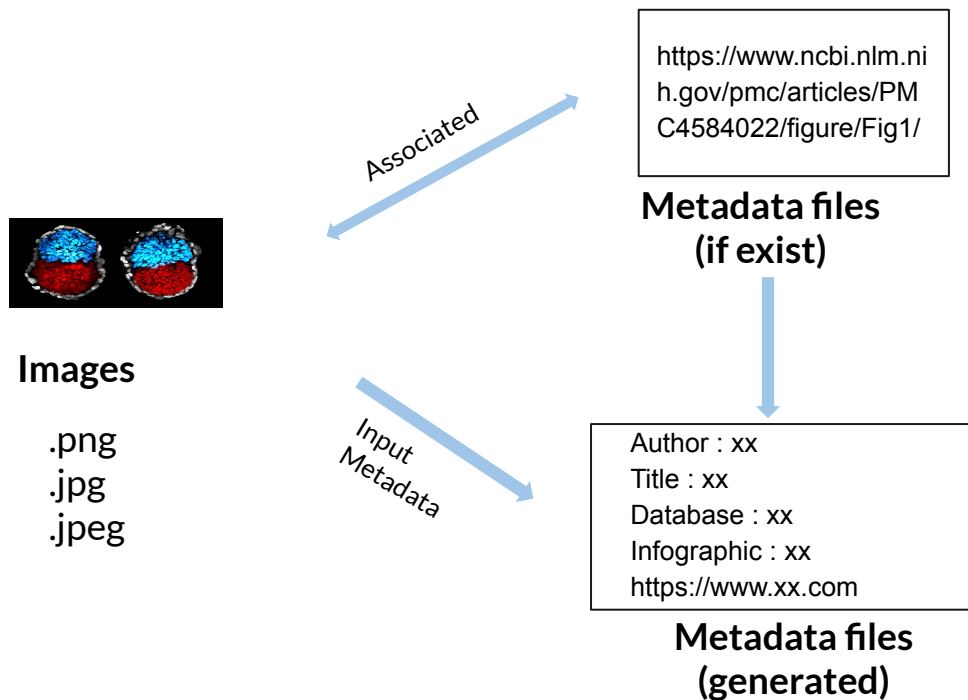 https://www.ncbi.nlm.ni
h.gov/pmc/articles/PM
C4584022/figure/Fig1/
Associated
Metadata files
(if exist)
Images
.png
.jpg
.jpeg
Input
Metadata
Author : xx
Title : xx
Database : xx
Infographic : xx
https://www.xx.com
Metadata files
(generated)